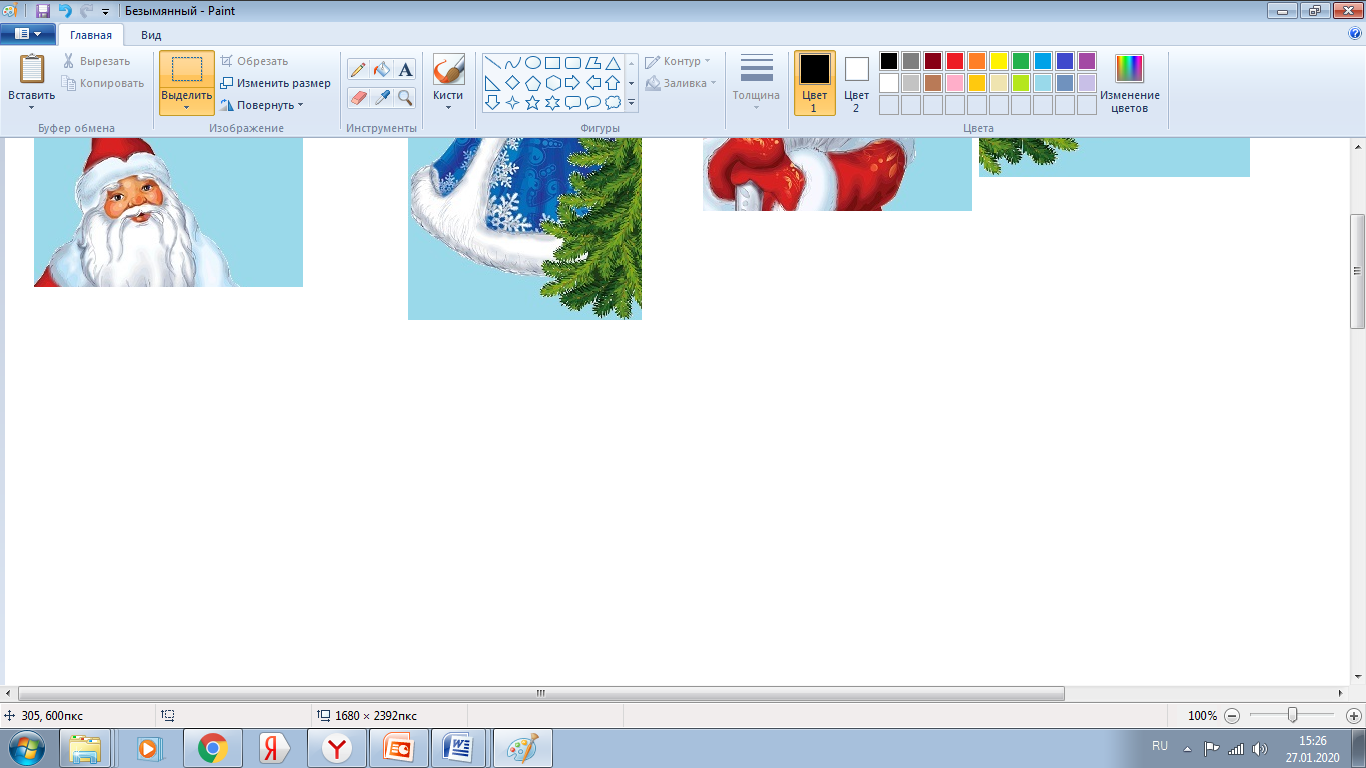 Безымянный - Paint
Главная Вид
Вставить
Вырезать
Копировать
Буфер обмена
Выделить
Обрезать
Изменить размер
Повернуть
Изображение
A
Инструменты
Кисти
Контур
Заливка
Фигуры
Толщина
Цвет
1
Цвет
2
Изменение
цветов
Цвета
305, 600пкс
1680 × 2392пкс
100%
RU
15:26
27.01.2020